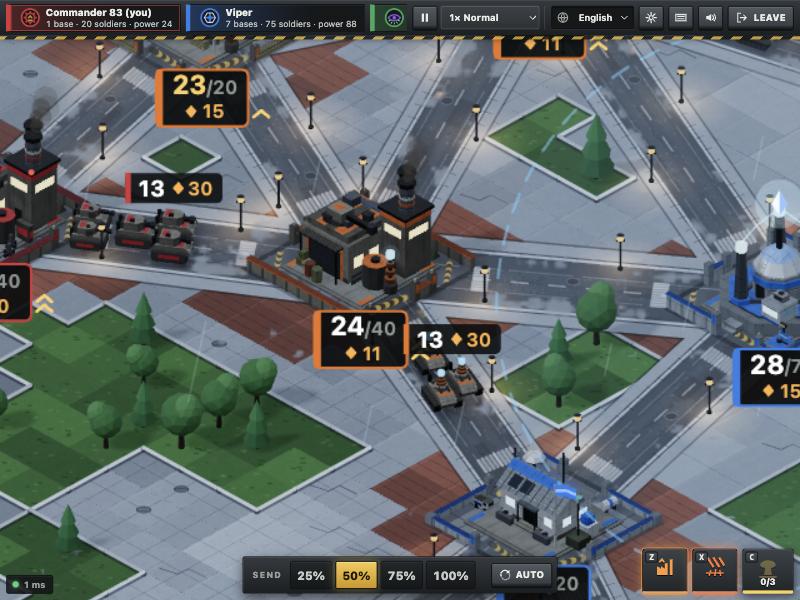 Commander 83 (you)
1 base · 20 soldiers · power 24
Viper
7 bases · 75 soldiers · power 88
1x Normal
English
LEAVE
11
23/20
15
13 30
24/40
11
13 30
28/7
15
40
0
20
SEND 25% 50% 75% 100% AUTO
Z
X
C
0/3
1 ms